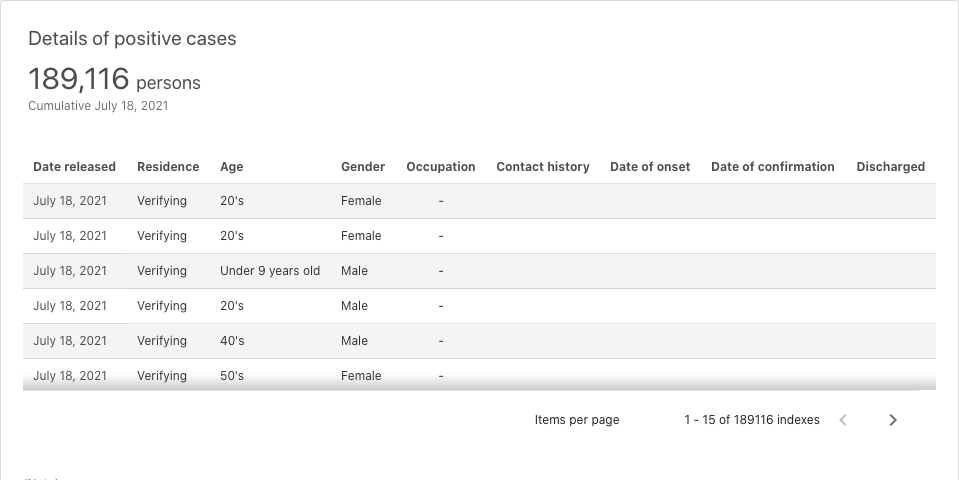 Details of positive cases
189,116 persons
Cumulative July 18, 2021
Date released Residence Age Gender Occupation Contact history Date of onset Date of confirmation Discharged
July 18, 2021 Verifying 20's Female -
July 18, 2021 Verifying 20's Female -
July 18, 2021 Verifying Under 9 years old Male -
July 18, 2021 Verifying 20's Male -
July 18, 2021 Verifying 40's Male -
July 18, 2021 Verifying 50's Female -
Items per page 1 - 15 of 189116 indexes